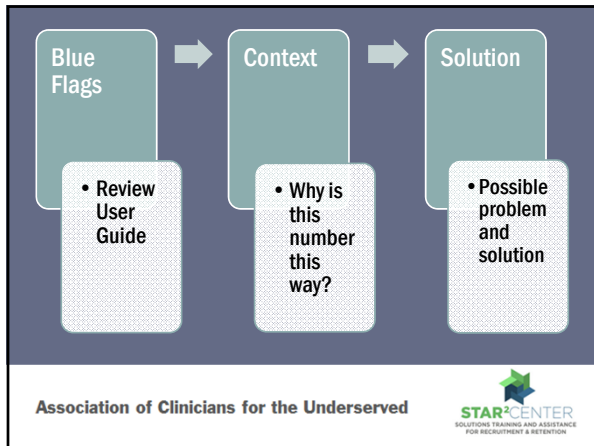 Blue
Flags
• Review
User
Guide
Context
• Why is
this
number
this
way?
Solution
• Possible
problem
and
solution
Association of Clinicians for the Underserved
STAR²CENTER
SOLUTIONS TRAINING AND ASSISTANCE
FOR RECRUITMENT & RETENTION